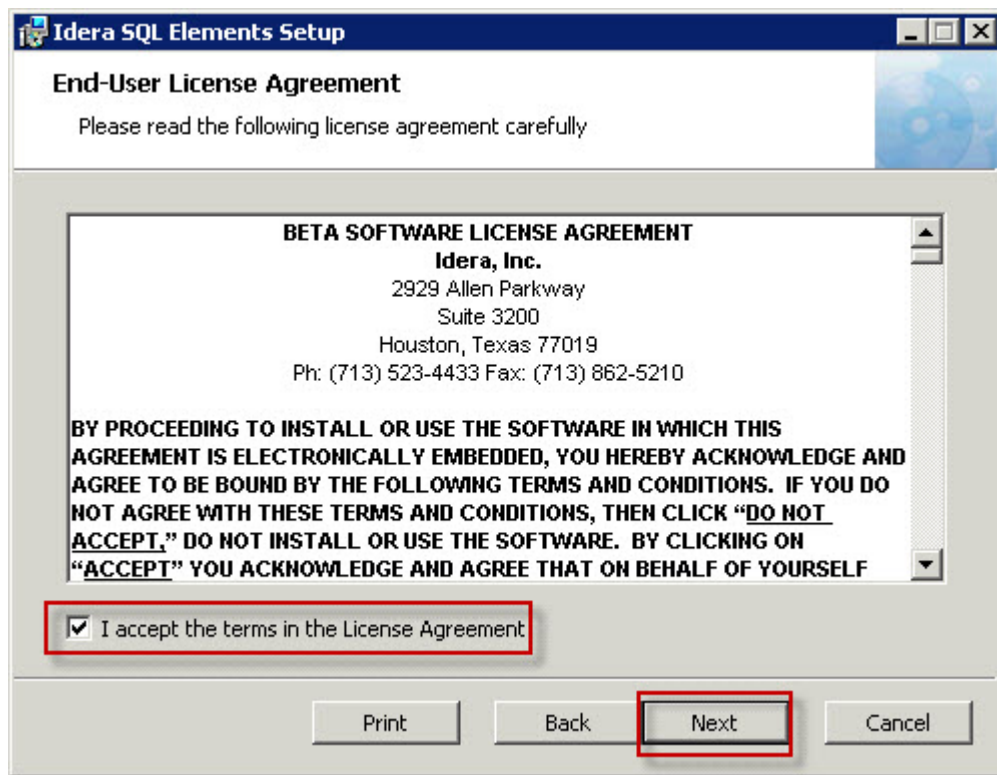 Idera SQL Elements Setup
End-User License Agreement
Please read the following license agreement carefully
BETA SOFTWARE LICENSE AGREEMENT
Idera, Inc.
2929 Allen Parkway
Suite 3200
Houston, Texas 77019
Ph: (713) 523-4433 Fax: (713) 862-5210
BY PROCEEDING TO INSTALL OR USE THE SOFTWARE IN WHICH THIS
AGREEMENT IS ELECTRONICALLY EMBEDDED, YOU HEREBY ACKNOWLEDGE AND
AGREE TO BE BOUND BY THE FOLLOWING TERMS AND CONDITIONS.  IF YOU DO
NOT AGREE WITH THESE TERMS AND CONDITIONS, THEN CLICK “DO NOT
ACCEPT,” DO NOT INSTALL OR USE THE SOFTWARE.  BY CLICKING ON
“ACCEPT” YOU ACKNOWLEDGE AND AGREE THAT ON BEHALF OF YOURSELF
I accept the terms in the License Agreement
Print Back Next Cancel